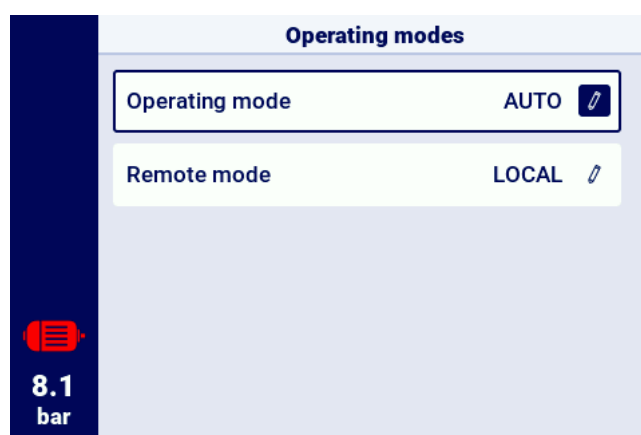 Operating modes
Operating mode AUTO
Remote mode LOCAL
8.1
bar